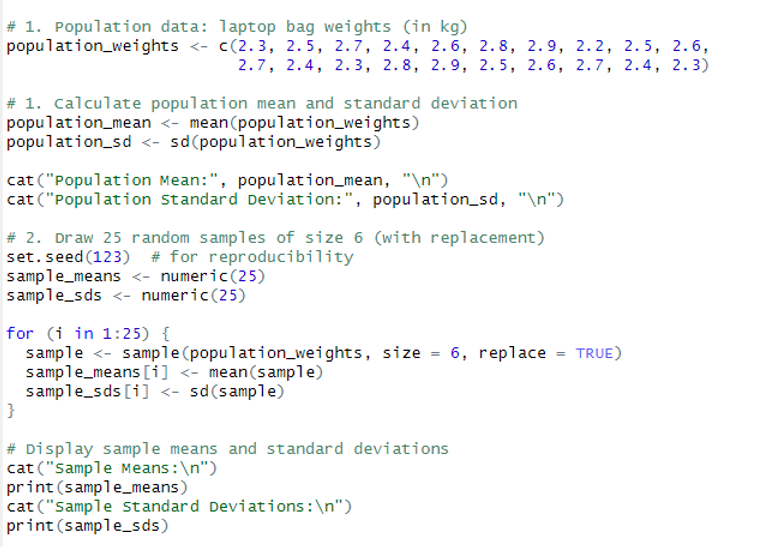 # 1. Population data: laptop bag weights (in kg)
population_weights <- c(2.3, 2.5, 2.7, 2.4, 2.6, 2.8, 2.9, 2.2, 2.5, 2.6,
2.7, 2.4, 2.3, 2.8, 2.9, 2.5, 2.6, 2.7, 2.4, 2.3)
# 1. Calculate population mean and standard deviation
population_mean <- mean(population_weights)
population_sd <- sd(population_weights)
cat("Population Mean:", population_mean, "\n")
cat("Population Standard Deviation:", population_sd, "\n")
# 2. Draw 25 random samples of size 6 (with replacement)
set.seed(123)  # for reproducibility
sample_means <- numeric(25)
sample_sds <- numeric(25)
for (i in 1:25) {
  sample <- sample(population_weights, size = 6, replace = TRUE)
  sample_means[i] <- mean(sample)
  sample_sds[i] <- sd(sample)
}
# Display sample means and standard deviations
cat("Sample Means:\n")
print(sample_means)
cat("Sample Standard Deviations:\n")
print(sample_sds)